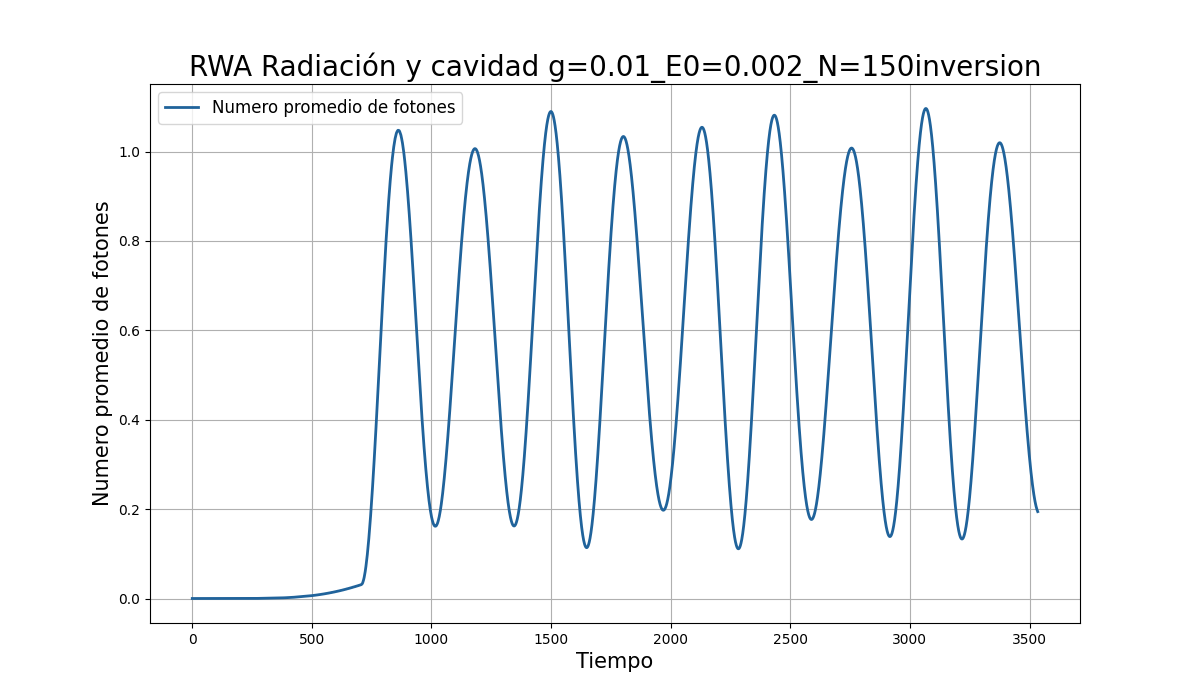 RWA Radiación y cavidad g=0.01_E0=0.002_N=150inversion
Numero promedio de fotones
Numero promedio de fotones
1.0
0.8
0.6
0.4
0.2
0.0
0 500 1000 1500 2000 2500 3000 3500
Tiempo